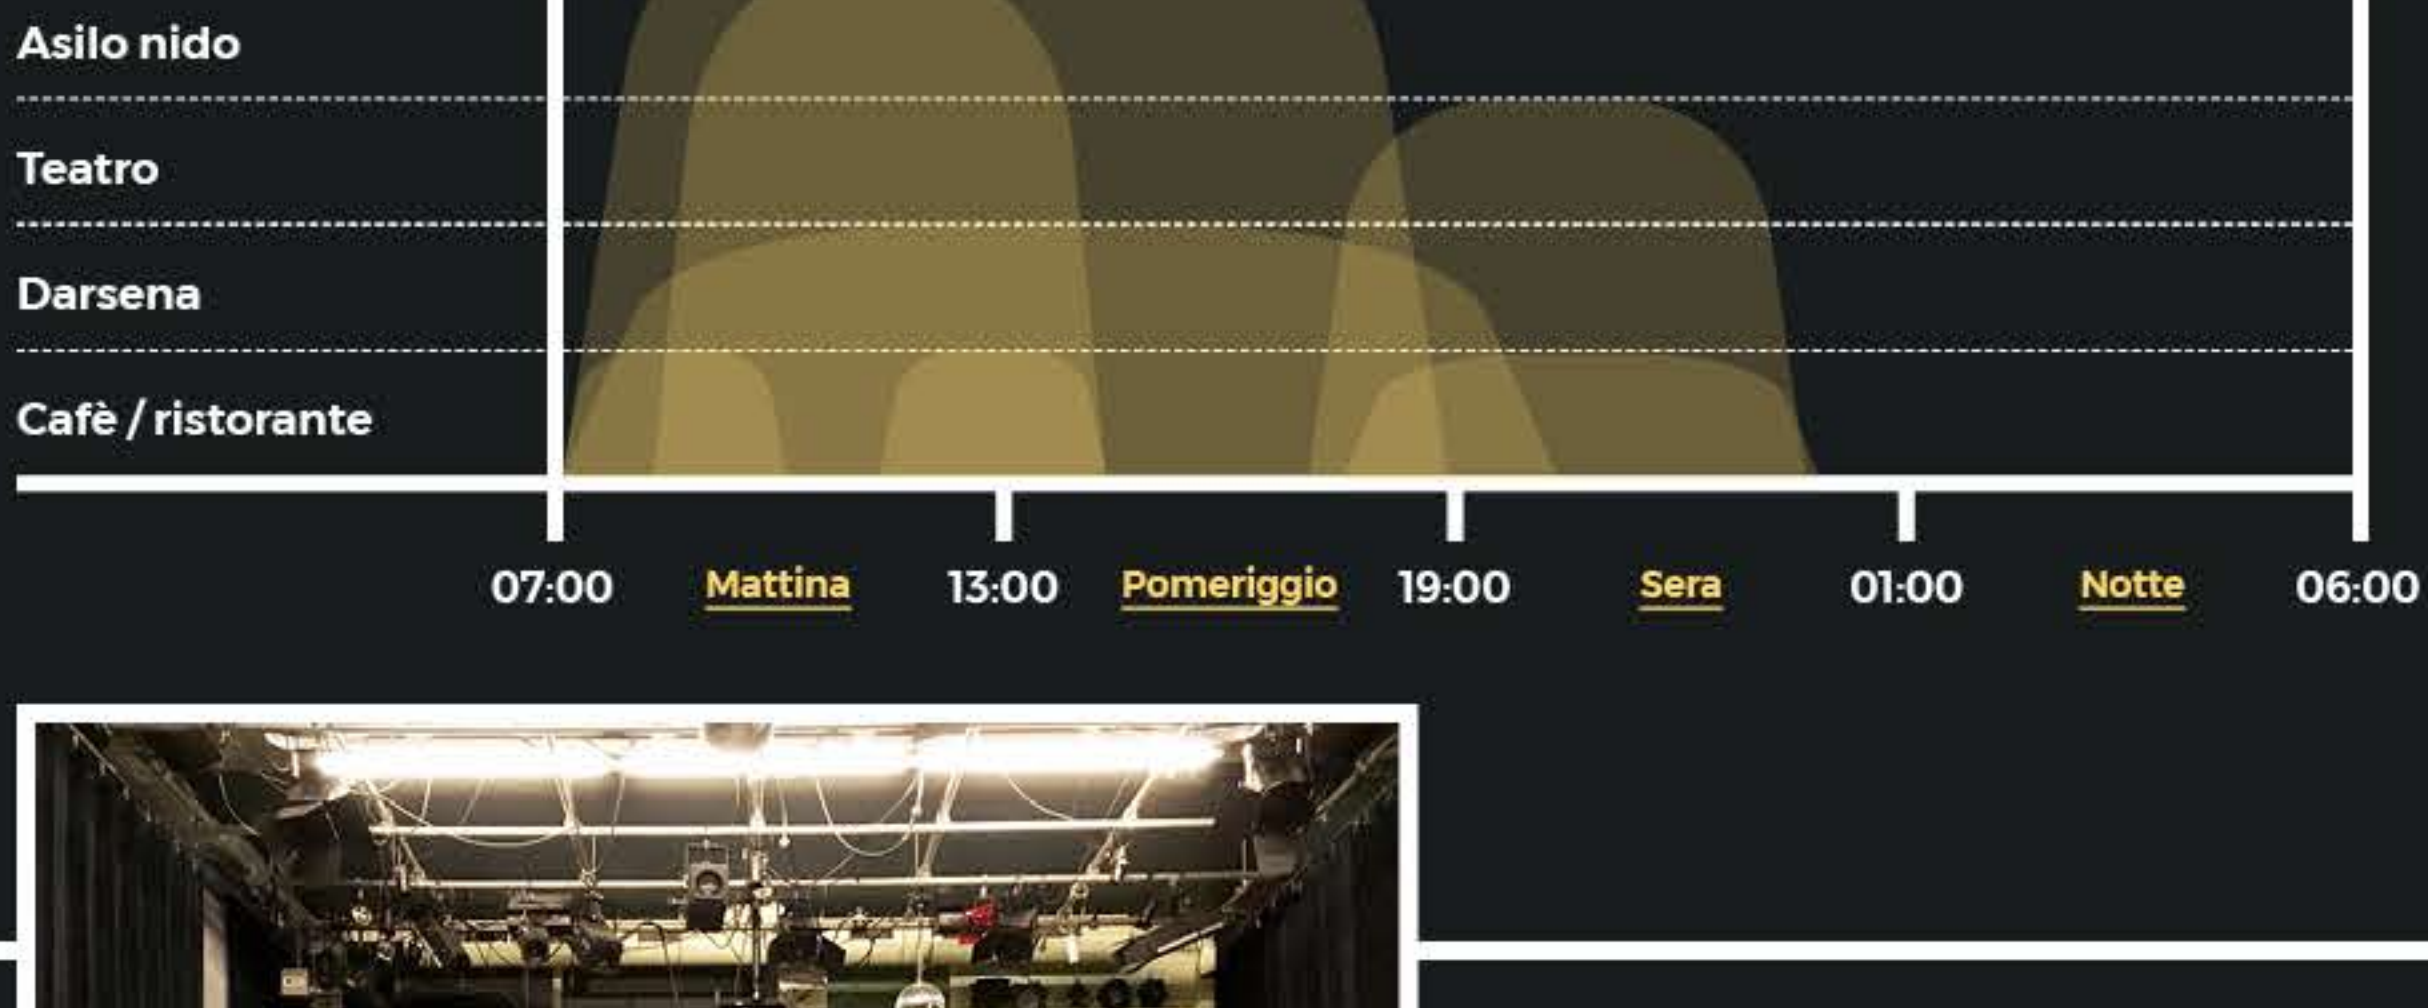 Asilo nido
Teatro
Darsena
Cafè / ristorante
07:00 Mattina 13:00 Pomeriggio 19:00 Sera 01:00 Notte 06:00